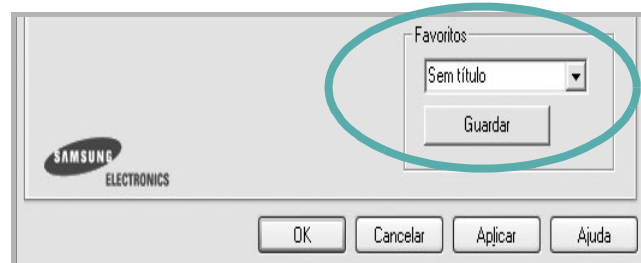 Favoritos
Sem título
Guardar
SAMSUNG
ELECTRONICS
OK Cancelar Aplicar Ajuda